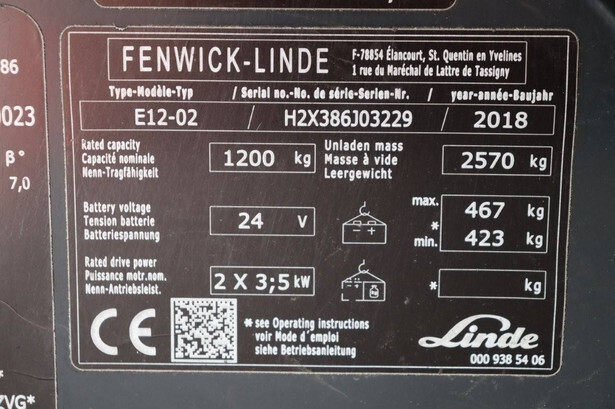 FENWICK-LINDE
F-78854 Élancourt, St. Quentin en Yvelines
1 rue du Maréchal de Lattre de Tassigny
Type-Modèle-Typ / Serial no.-No. de série-Serien-Nr. / year-année-Baujahr
E12-02 / H2X386J03229 / 2018
Rated capacity
Capacité nominale
Nenn-Tragfähigkeit
1200 kg
Unladen mass
Masse à vide
Leergewicht
2570 kg
Battery voltage
Tension batterie
Batteriespannung
24 V
max. 467 kg
*
min. 423 kg
Rated drive power
Puissance motr.nom.
Nenn-Antriebsleist.
2 X 3;5 kW
* kg
CE
* see Operating instructions
voir Mode d'emploi
siehe Betriebsanleitung
Linde
000 938 54 06
86
0023
β°
7,0
ZVG*